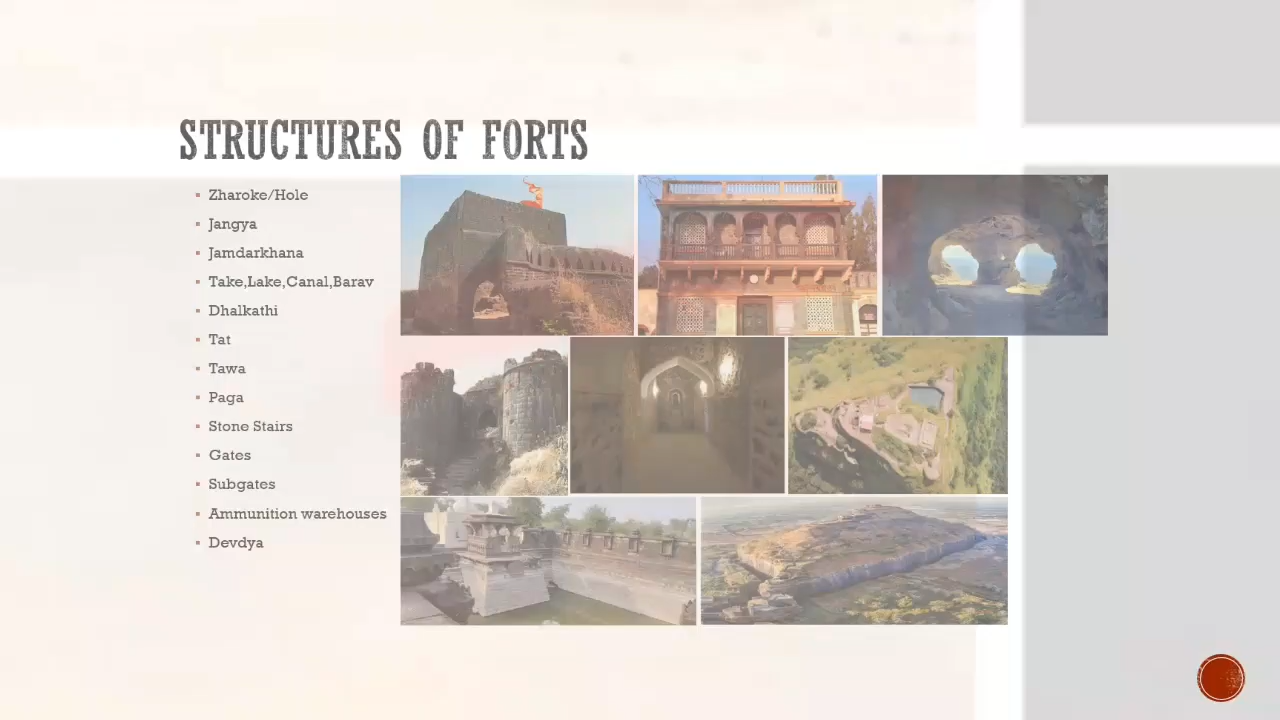 STRUCTURES OF FORTS
Zharoke/Hole
Jangya
Jamdarkhana
Take,Lake,Canal,Barav
Dhalkathi
Tat
Tawa
Paga
Stone Stairs
Gates
Subgates
Ammunition warehouses
Devdya